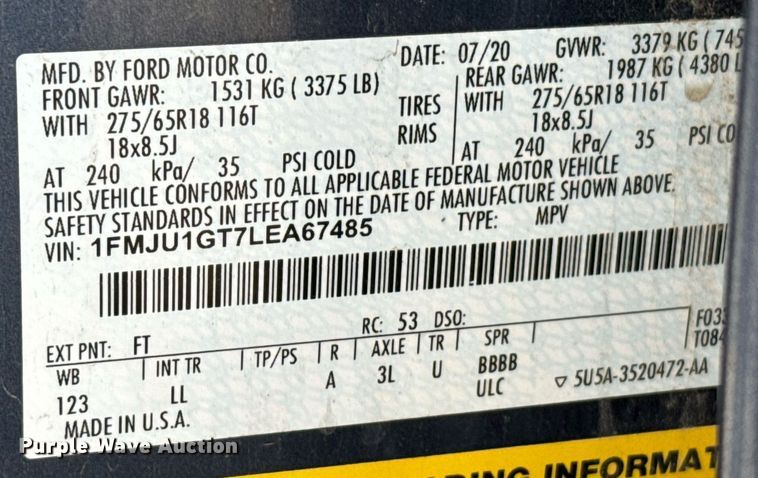 MFD. BY FORD MOTOR CO.
DATE: 07/20 GVWR: 3379 KG ( 745
FRONT GAWR: 1531 KG ( 3375 LB)
REAR GAWR: 1987 KG ( 4380 L
WITH 275/65R18 116T TIRES WITH 275/65R18 116T
18x8.5J RIMS 18x8.5J
AT 240 kPa/ 35 PSI COLD AT 240 kPa/ 35 PSI CO
THIS VEHICLE CONFORMS TO ALL APPLICABLE FEDERAL MOTOR VEHICLE
SAFETY STANDARDS IN EFFECT ON THE DATE OF MANUFACTURE SHOWN ABOVE.
VIN: 1FMJU1GT7LEA67485 TYPE: MPV
EXT PNT: FT RC: 53 DSO: F033
WB INT TR TP/PS R AXLE TR SPR T084
123 LL A 3L U BBBB
ULC 5U5A-3520472-AA
MADE IN U.S.A.
Purple Wave Auction
DING INFORMAT